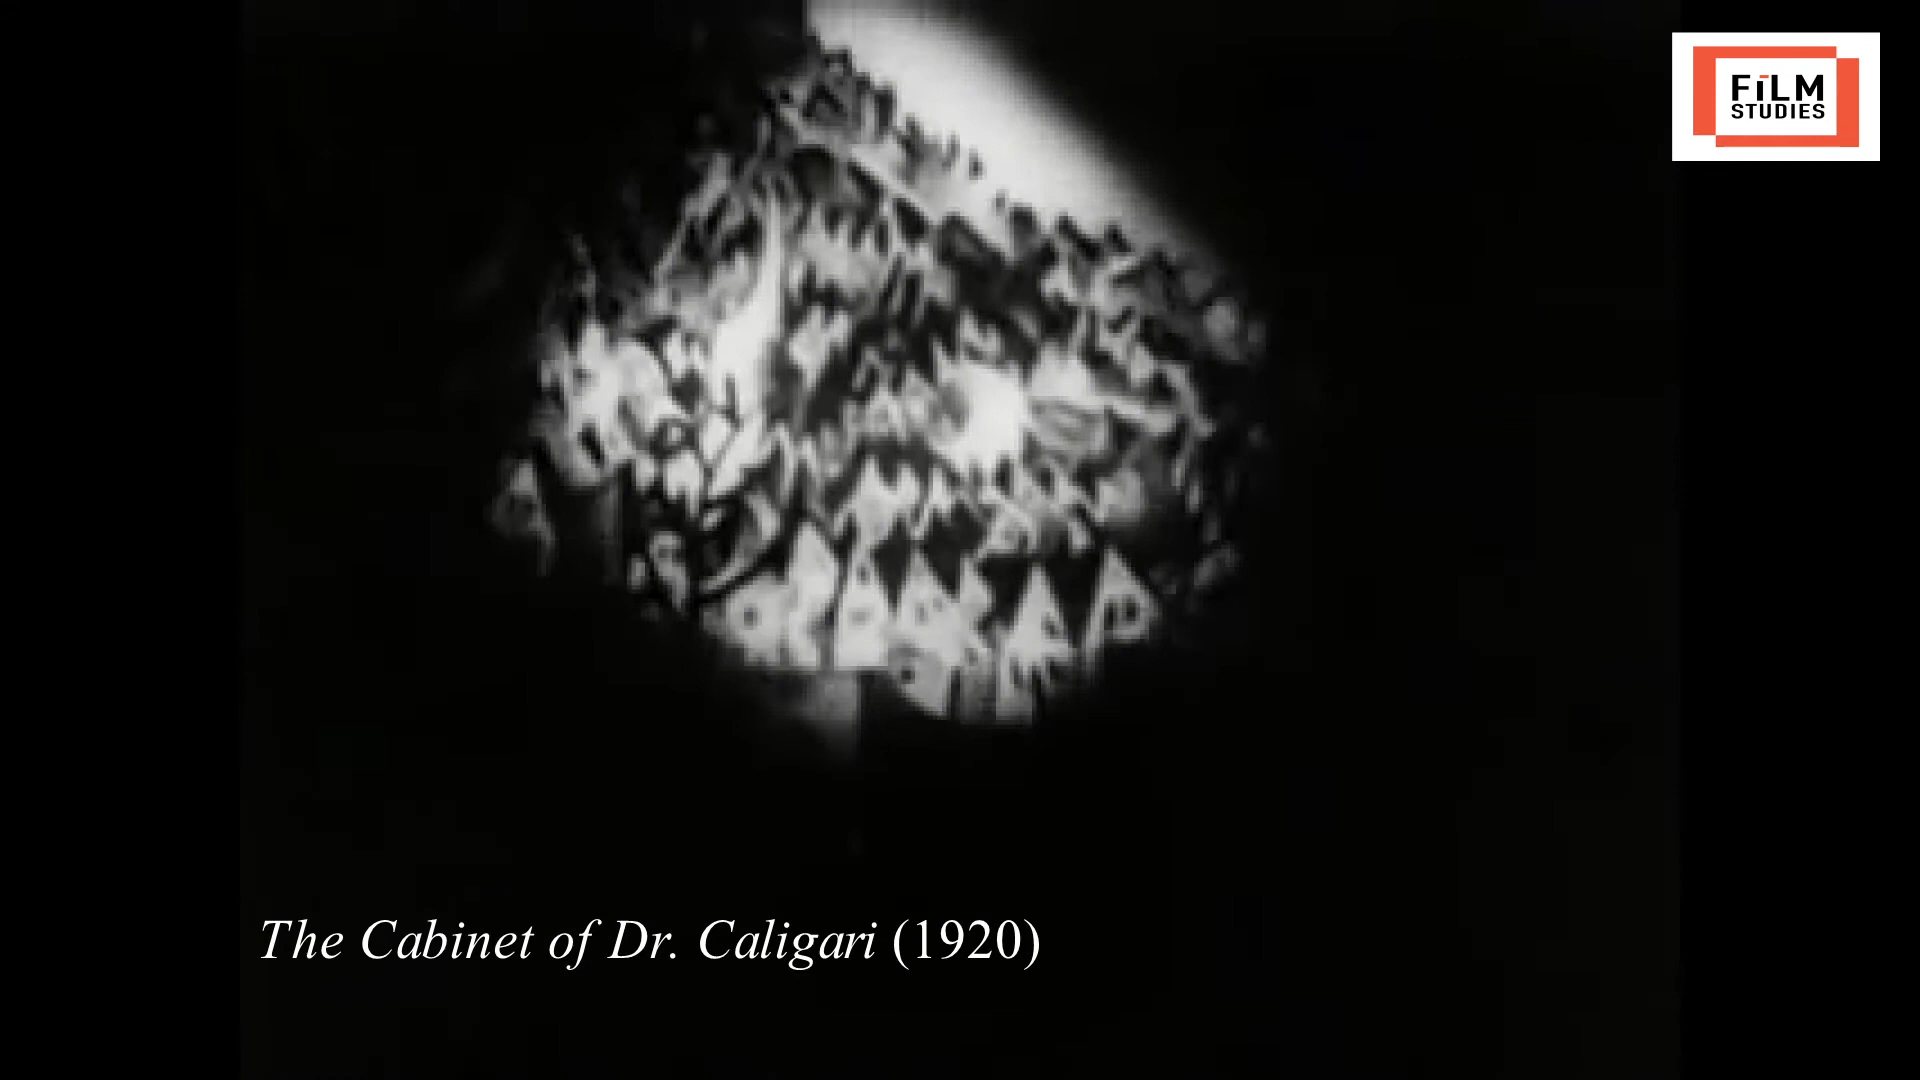 FiLM
STUDIES
The Cabinet of Dr. Caligari (1920)